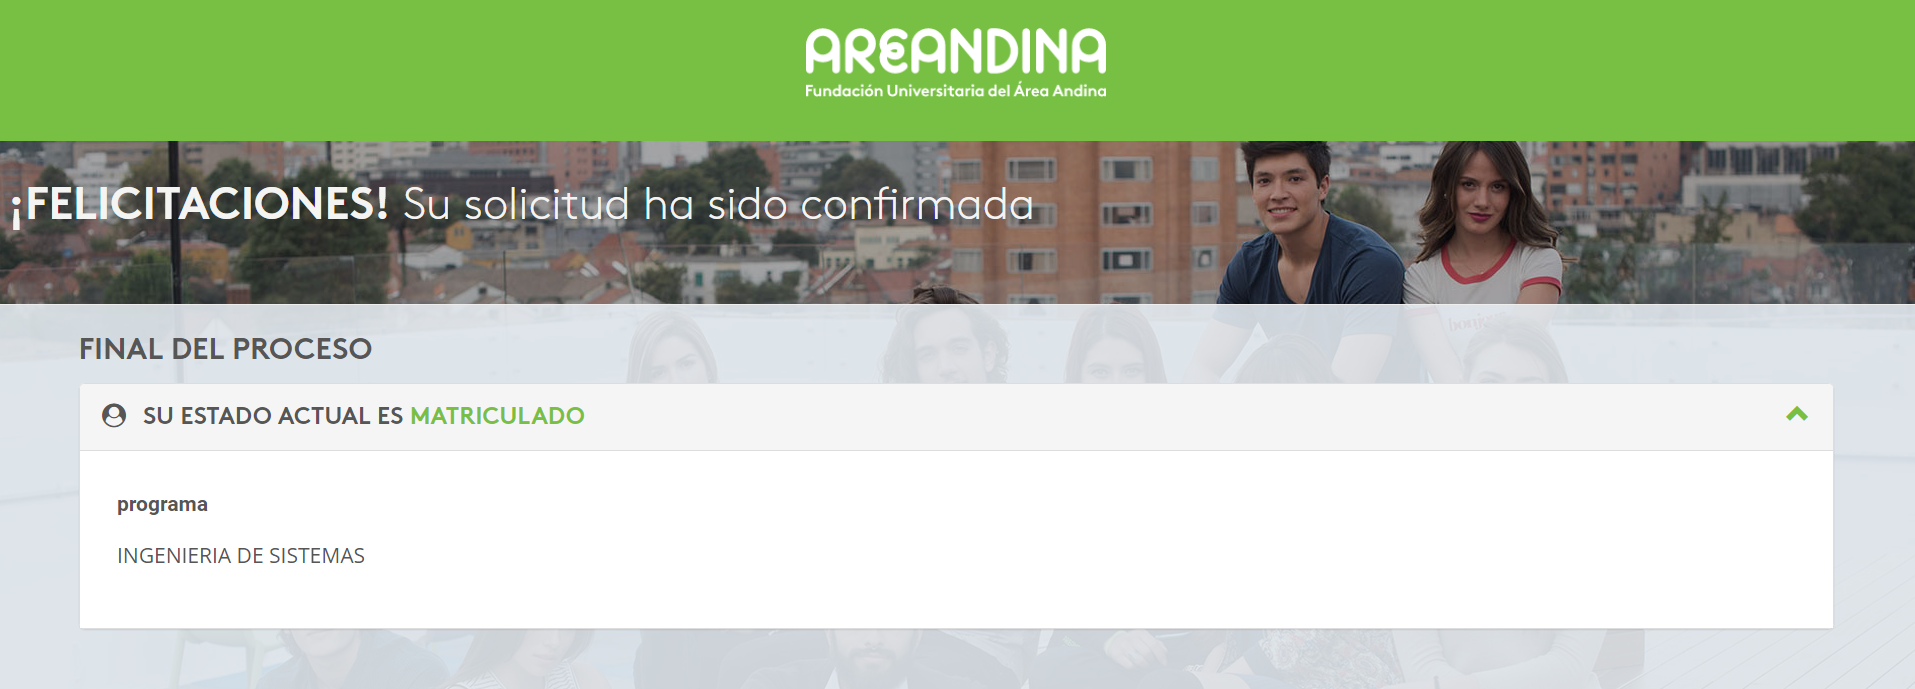 AREANDINA
Fundación Universitaria del Área Andina
¡FELICITACIONES! Su solicitud ha sido confirmada
FINAL DEL PROCESO
SU ESTADO ACTUAL ES MATRICULADO
programa
INGENIERIA DE SISTEMAS